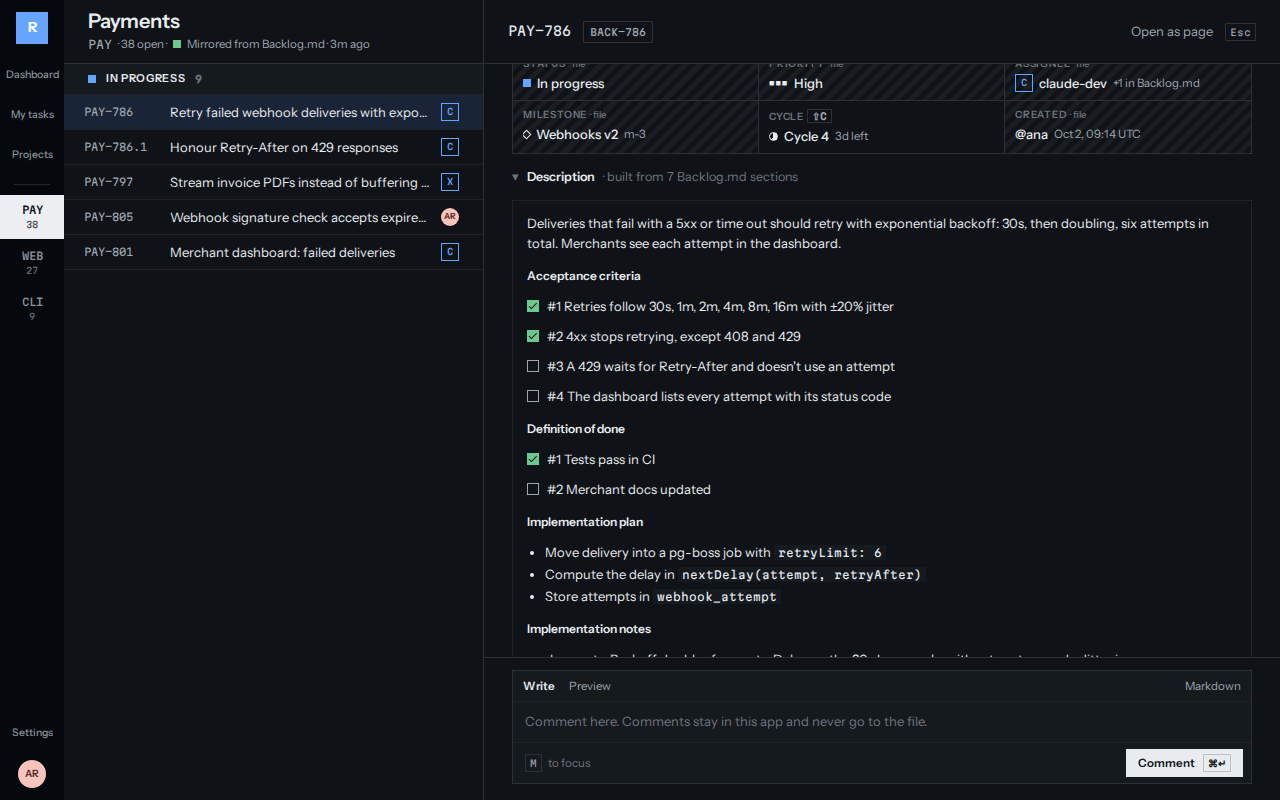 R
Dashboard
My tasks
Projects
PAY
38
WEB
27
CLI
9
Settings
AR
Payments
PAY · 38 open · Mirrored from Backlog.md · 3m ago
IN PROGRESS 9
PAY-786 Retry failed webhook deliveries with expo… C
PAY-786.1 Honour Retry-After on 429 responses C
PAY-797 Stream invoice PDFs instead of buffering … X
PAY-805 Webhook signature check accepts expire… AR
PAY-801 Merchant dashboard: failed deliveries C
PAY-786 BACK-786 Open as page Esc
STATUS · file PRIORITY · file ASSIGNEE · file
In progress High C claude-dev +1 in Backlog.md
MILESTONE · file CYCLE ⇧C CREATED · file
Webhooks v2 m-3 Cycle 4 3d left @ana Oct 2, 09:14 UTC
▾ Description · built from 7 Backlog.md sections
Deliveries that fail with a 5xx or time out should retry with exponential backoff: 30s, then doubling, six attempts in
total. Merchants see each attempt in the dashboard.
Acceptance criteria
#1 Retries follow 30s, 1m, 2m, 4m, 8m, 16m with ±20% jitter
#2 4xx stops retrying, except 408 and 429
#3 A 429 waits for Retry-After and doesn't use an attempt
#4 The dashboard lists every attempt with its status code
Definition of done
#1 Tests pass in CI
#2 Merchant docs updated
Implementation plan
• Move delivery into a pg-boss job with retryLimit: 6
• Compute the delay in nextDelay(attempt, retryAfter)
• Store attempts in webhook_attempt
Implementation notes
Write Preview Markdown
Comment here. Comments stay in this app and never go to the file.
M to focus Comment ⌘↵